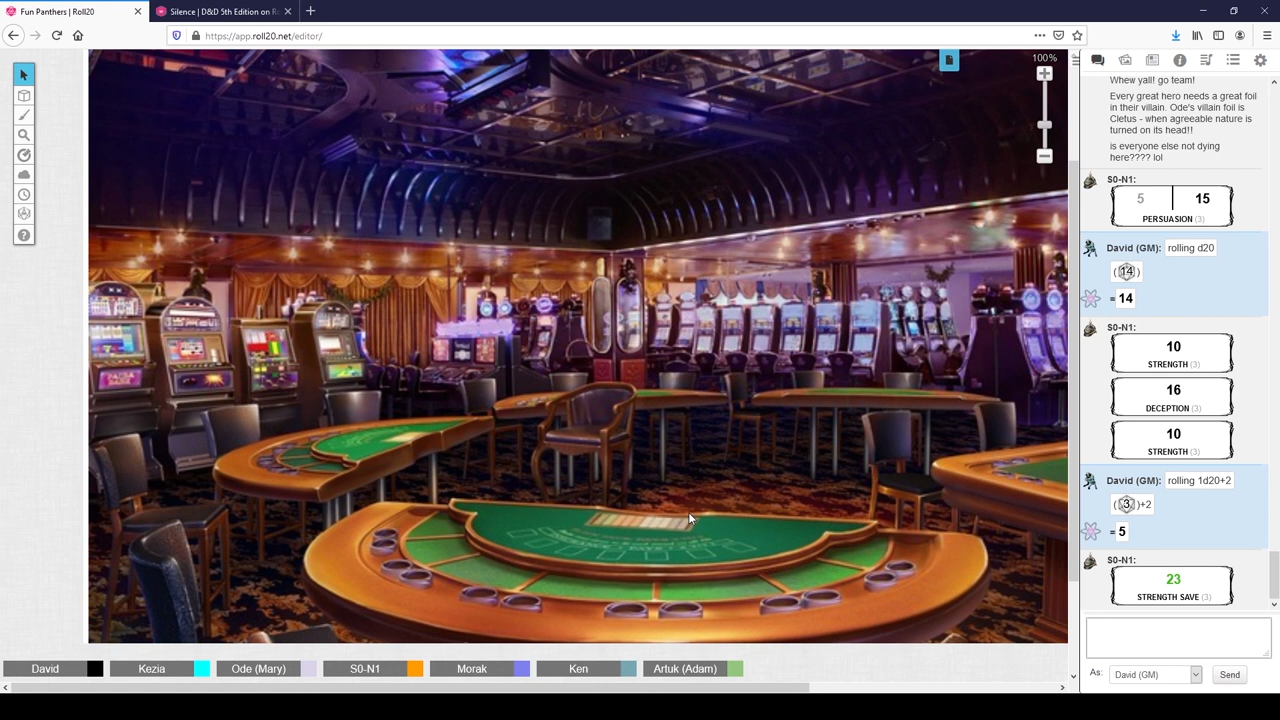 Fun Panthers | Roll20
Silence | D&D 5th Edition on R
https://app.roll20.net/editor/
100%
Whew yall! go team!
Every great hero needs a great foil
in their villain. Ode's villain foil is
Cletus - when agreeable nature is
turned on its head!!
is everyone else not dying
here???? lol
S0-N1:
5 15
PERSUASION (3)
David (GM): rolling d20
(14)
= 14
S0-N1:
10
STRENGTH (3)
16
DECEPTION (3)
10
STRENGTH (3)
David (GM): rolling 1d20+2
(3)+2
= 5
S0-N1:
23
STRENGTH SAVE (3)
David
Kezia
Ode (Mary)
S0-N1
Morak
Ken
Artuk (Adam)
As: David (GM) Send